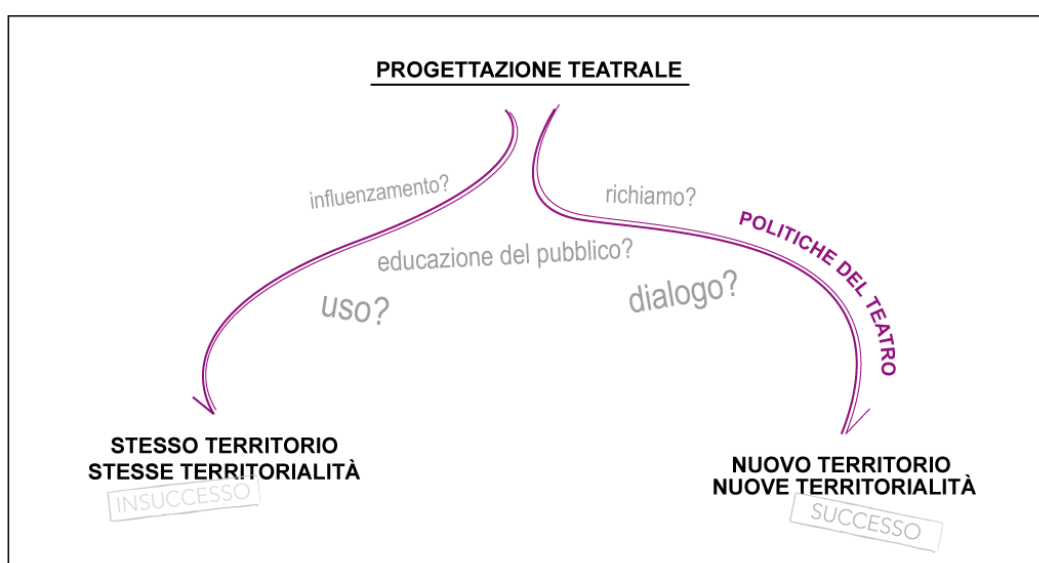 PROGETTAZIONE TEATRALE
influenzamento?
richiamo?
POLITICHE DEL TEATRO
educazione del pubblico?
uso?
dialogo?
STESSO TERRITORIO
STESSE TERRITORIALITÀ
INSUCCESSO
NUOVO TERRITORIO
NUOVE TERRITORIALITÀ
SUCCESSO